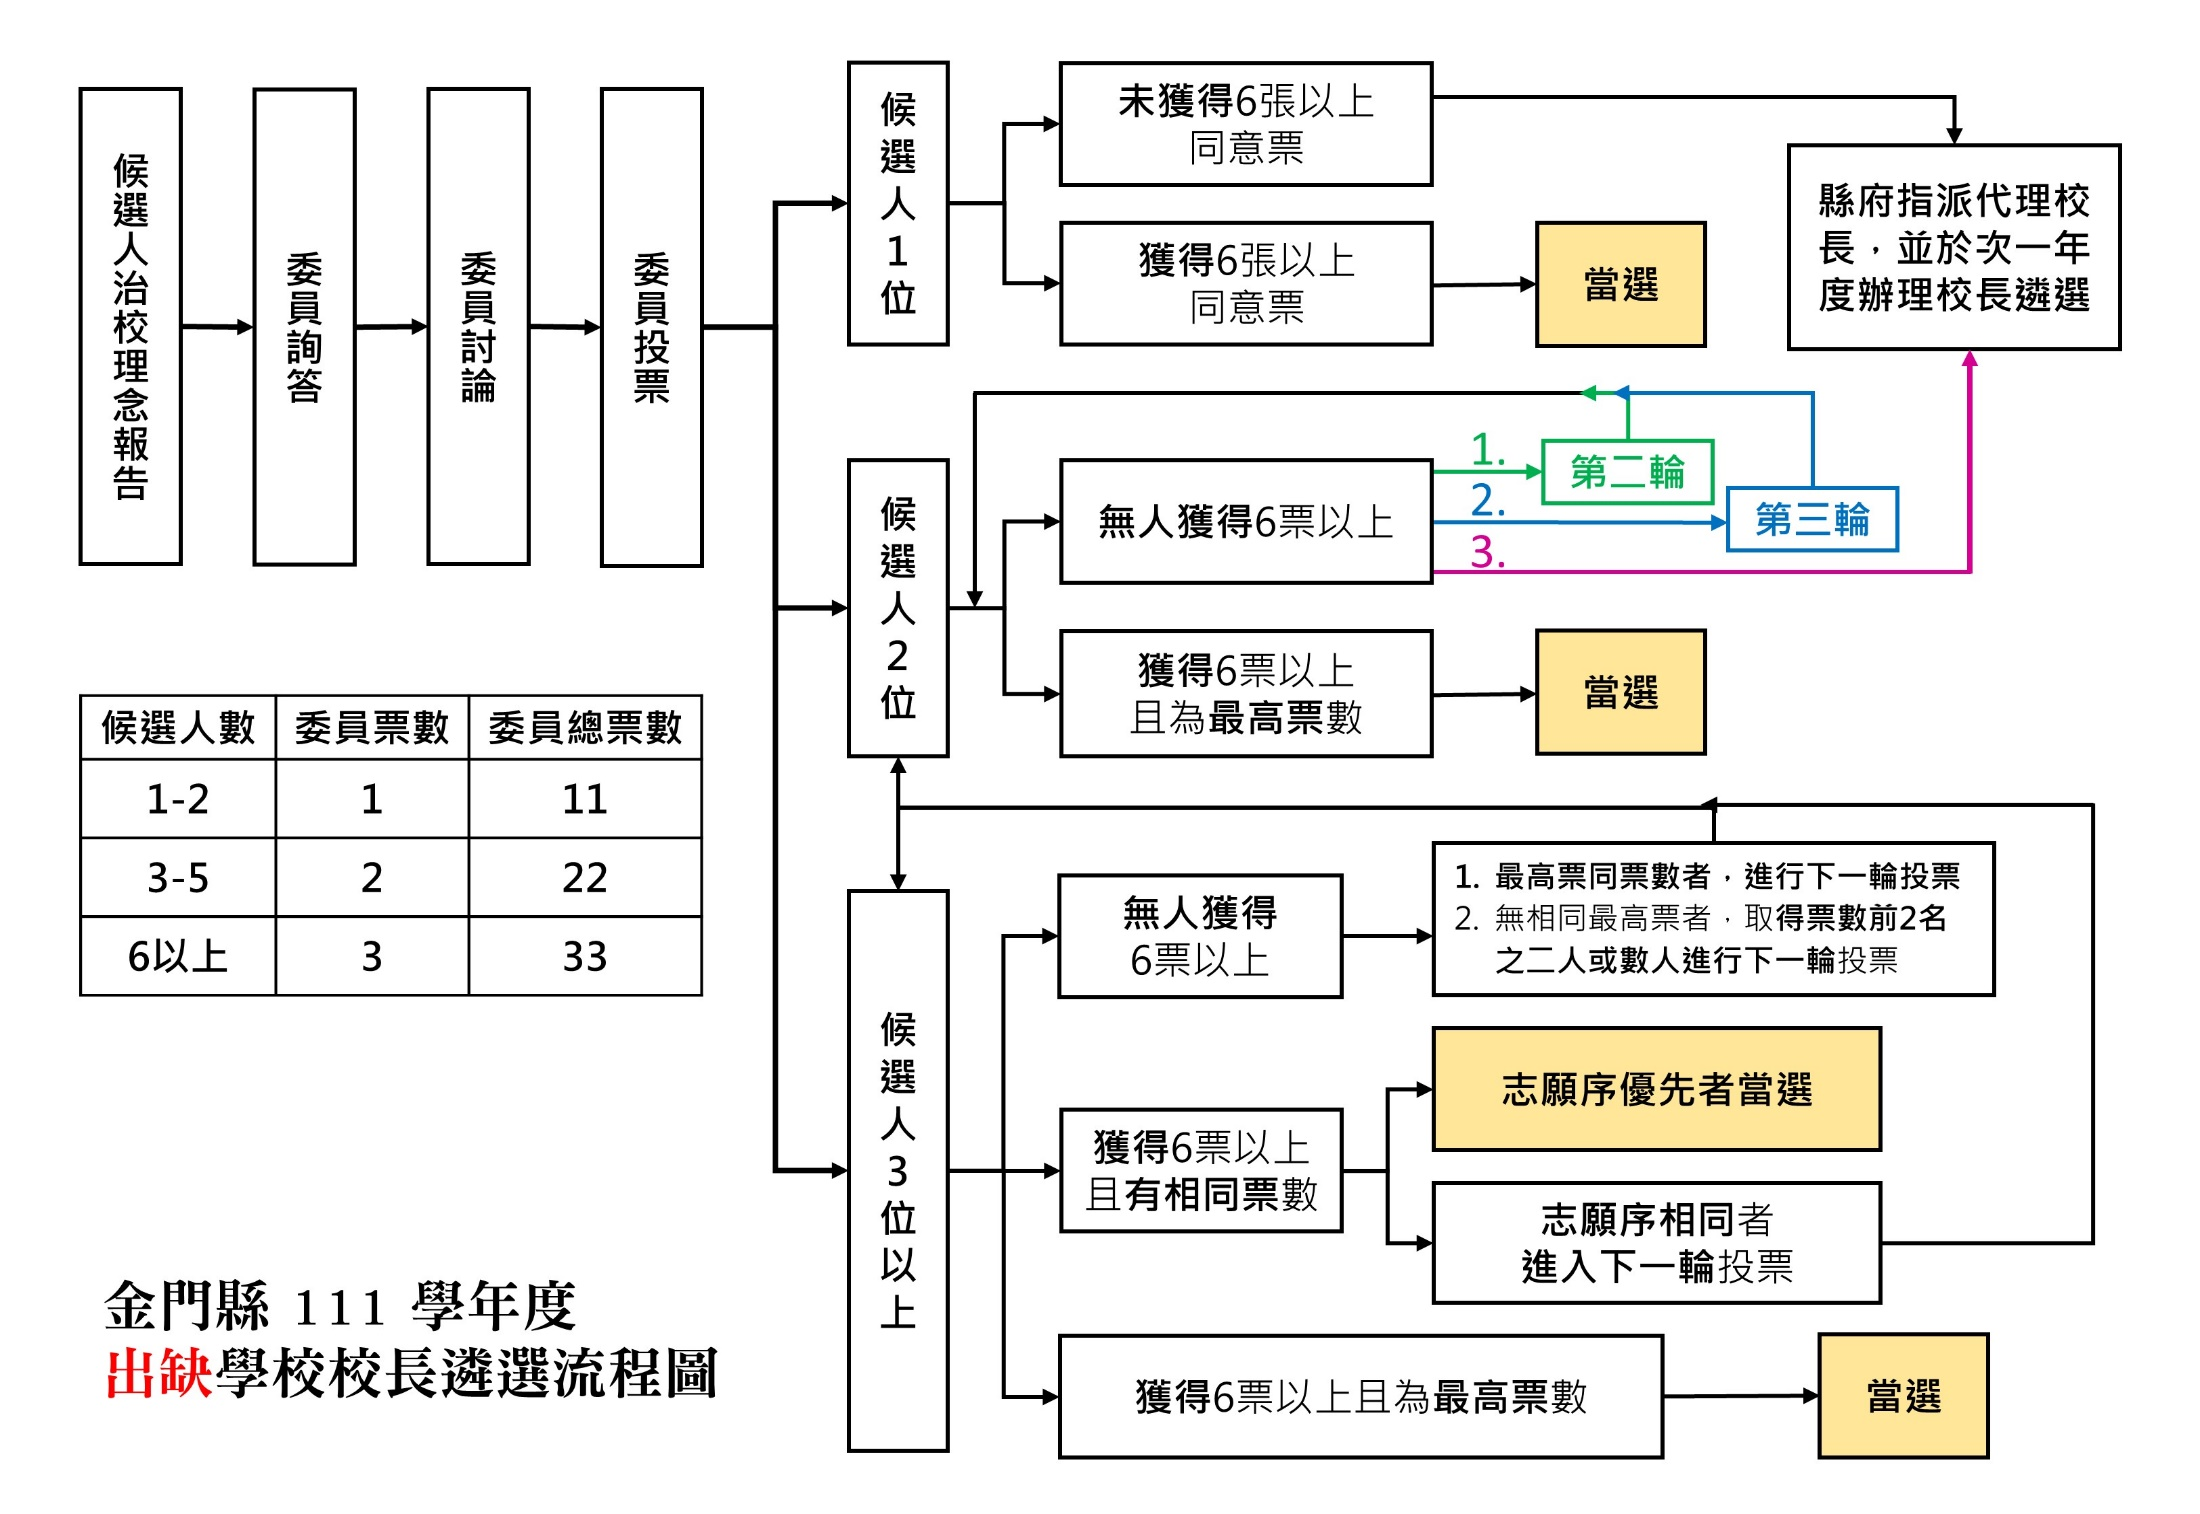 候選人治校理念報告
委員詢答
委員討論
委員投票
候選人1位
未獲得6張以上
同意票
獲得6張以上
同意票
當選
縣府指派代理校
長，並於次一年
度辦理校長遴選
候選人2位
無人獲得6票以上
1.
第二輪
2.
第三輪
3.
獲得6票以上
且為最高票數
當選
候選人數 委員票數 委員總票數
1-2 1 11
3-5 2 22
6以上 3 33
候選人3位以上
無人獲得
6票以上
1. 最高票同票數者，進行下一輪投票
2. 無相同最高票者，取得票數前2名
之二人或數人進行下一輪投票
獲得6票以上
且有相同票數
志願序優先者當選
志願序相同者
進入下一輪投票
獲得6票以上且為最高票數
當選
金門縣 111 學年度
出缺學校校長遴選流程圖